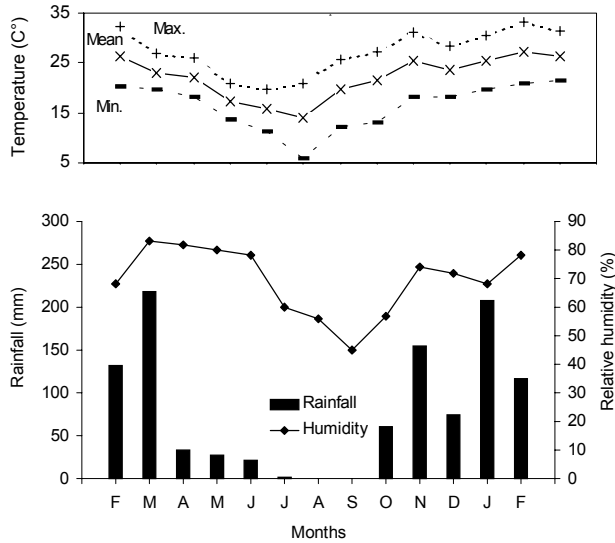 Temperature (C°)
35
25
15
5
Max.
Mean
Min.
Rainfall (mm)
300
250
200
150
100
50
0
Relative humidity (%)
90
80
70
60
50
40
30
20
10
0
Rainfall
Humidity
F M A M J J A S O N D J F
Months